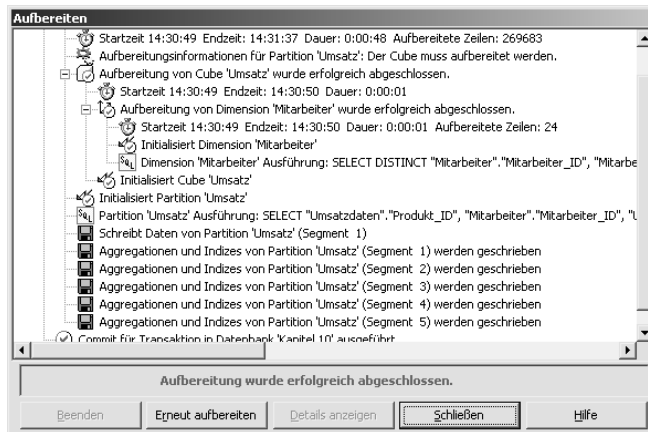 Aufbereiten
Startzeit 14:30:49 Endzeit: 14:31:37 Dauer: 0:00:48 Aufbereitete Zeilen: 269683
Aufbereitungsinformationen für Partition 'Umsatz': Der Cube muss aufbereitet werden.
Aufbereitung von Cube 'Umsatz' wurde erfolgreich abgeschlossen.
Startzeit 14:30:49 Endzeit: 14:30:50 Dauer: 0:00:01
Aufbereitung von Dimension 'Mitarbeiter' wurde erfolgreich abgeschlossen.
Startzeit 14:30:49 Endzeit: 14:30:50 Dauer: 0:00:01 Aufbereitete Zeilen: 24
Initialisiert Dimension 'Mitarbeiter'
SQL Dimension 'Mitarbeiter' Ausführung: SELECT DISTINCT "Mitarbeiter"."Mitarbeiter_ID", "Mitarbe
Initialisiert Cube 'Umsatz'
Initialisiert Partition 'Umsatz'
SQL Partition 'Umsatz' Ausführung: SELECT "Umsatzdaten"."Produkt_ID", "Mitarbeiter"."Mitarbeiter_ID", "U
Schreibt Daten von Partition 'Umsatz' (Segment 1)
Aggregationen und Indizes von Partition 'Umsatz' (Segment 1) werden geschrieben
Aggregationen und Indizes von Partition 'Umsatz' (Segment 2) werden geschrieben
Aggregationen und Indizes von Partition 'Umsatz' (Segment 3) werden geschrieben
Aggregationen und Indizes von Partition 'Umsatz' (Segment 4) werden geschrieben
Aggregationen und Indizes von Partition 'Umsatz' (Segment 5) werden geschrieben
Commit für Transaktion in Datenbank 'Kapitel 10' ausgeführt
Aufbereitung wurde erfolgreich abgeschlossen.
Beenden Erneut aufbereiten Details anzeigen Schließen Hilfe